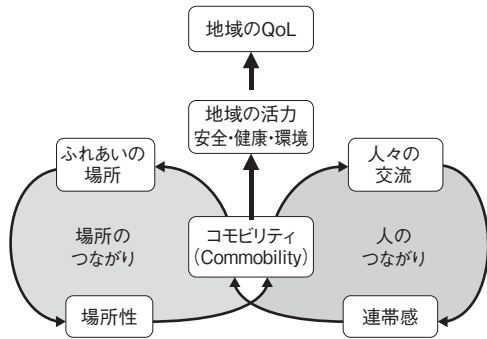 地域のQoL
地域の活力
安全・健康・環境
ふれあいの
場所
人々の
交流
場所の
つながり
コモビリティ
(Commobility)
人の
つながり
場所性
連帯感